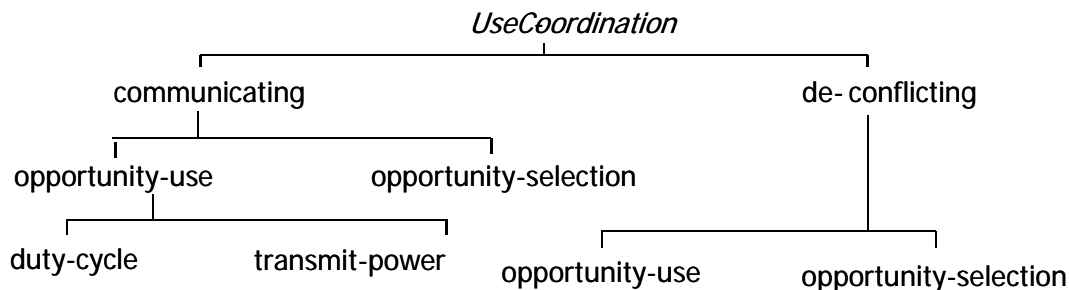 UseCoordination
communicating
de- conflicting
opportunity-use
opportunity-selection
duty-cycle
transmit-power
opportunity-use
opportunity-selection